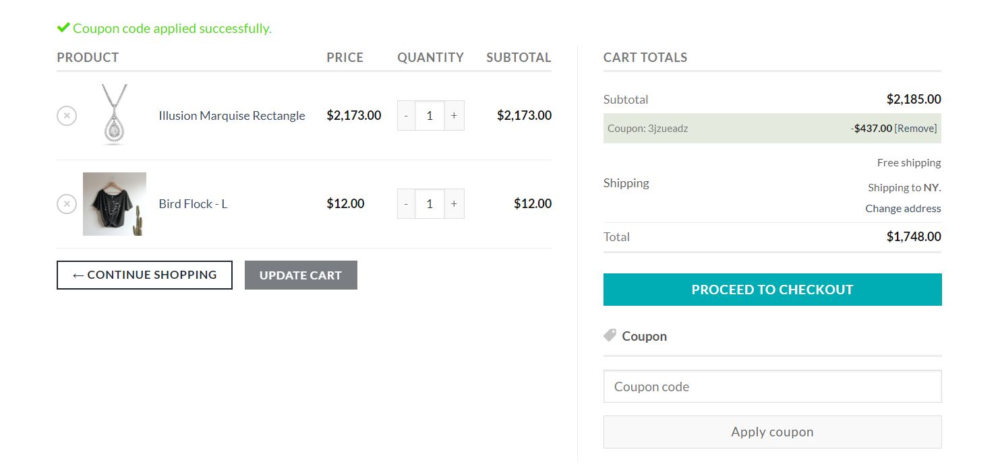 Coupon code applied successfully.
PRODUCT PRICE QUANTITY SUBTOTAL
× Illusion Marquise Rectangle $2,173.00 - 1 + $2,173.00
× Bird Flock - L $12.00 - 1 + $12.00
← CONTINUE SHOPPING UPDATE CART
CART TOTALS
Subtotal $2,185.00
Coupon: 3jzueadz -$437.00 [Remove]
Free shipping
Shipping
Shipping to NY.
Change address
Total $1,748.00
PROCEED TO CHECKOUT
Coupon
Coupon code
Apply coupon